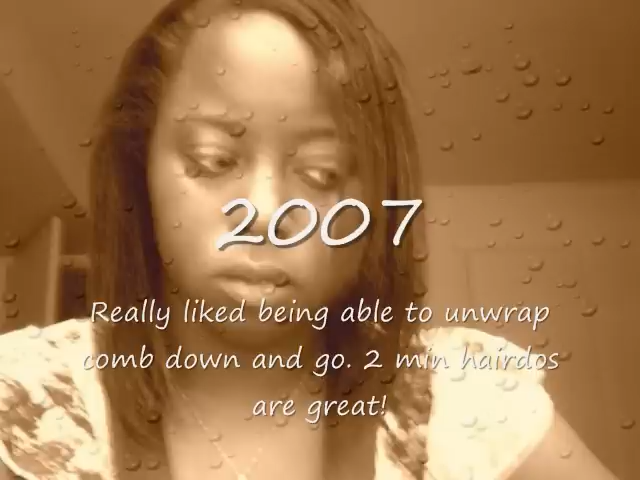 2007
Really liked being able to unwrap
comb down and go. 2 min hairdos
are great!